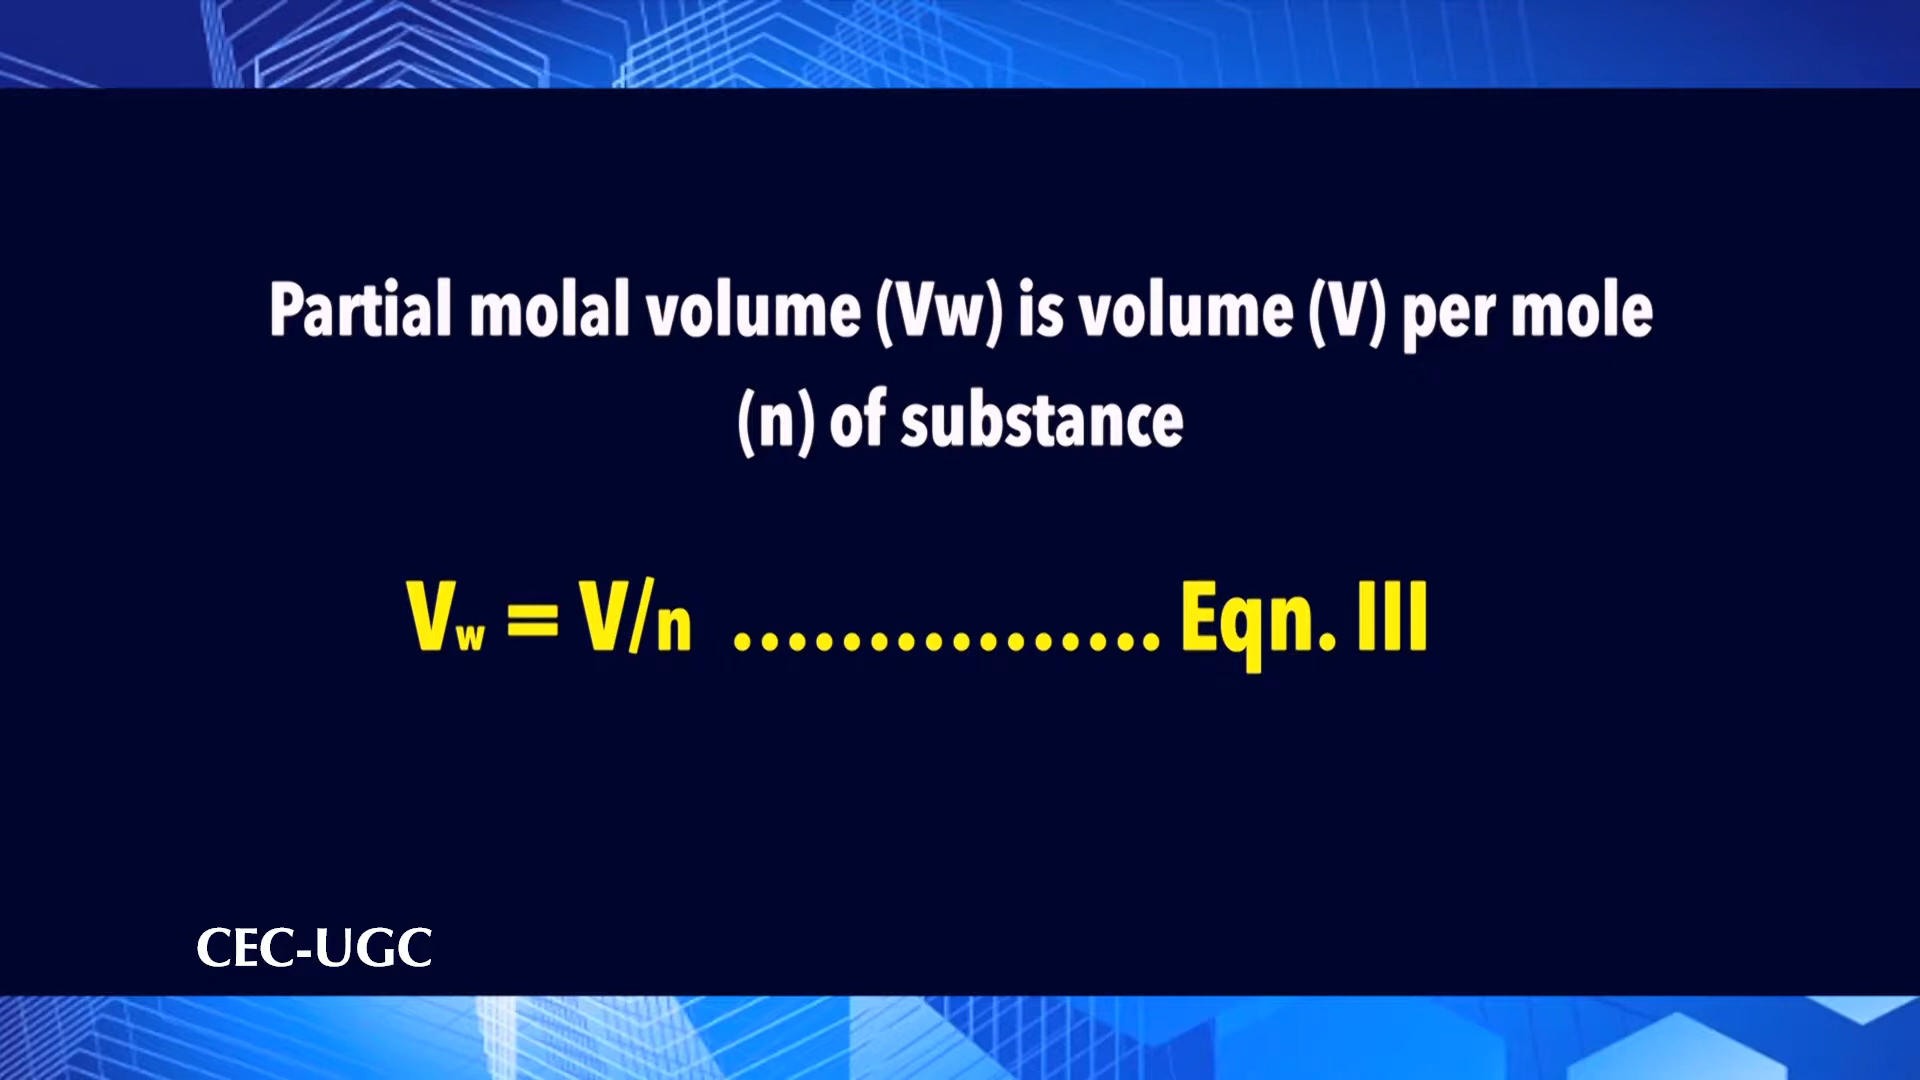 Partial molal volume (Vw) is volume (V) per mole
(n) of substance
Vw = V/n ................ Eqn. III
CEC-UGC